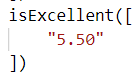 isExcellent([
    "5.50"
])